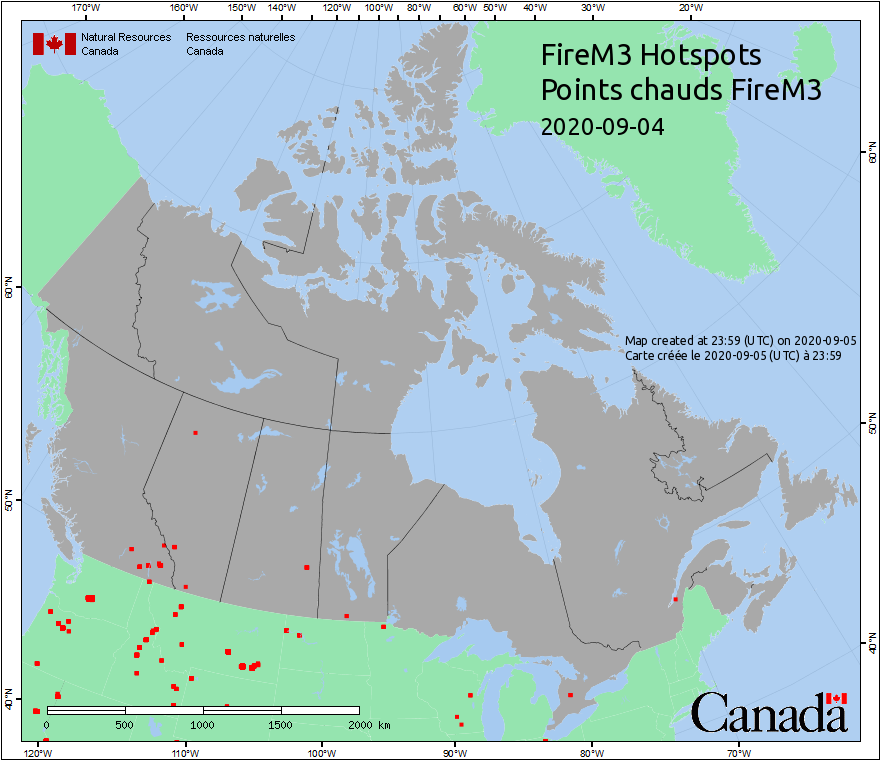 170°W 160°W 150°W 140°W 130°W 120°W 110°W 100°W 90°W 80°W 60°W 50°W 40°W 30°W 20°W
Natural Resources Ressources naturelles
Canada Canada
FireM3 Hotspots
Points chauds FireM3
2020-09-04
60°N
60°N
Map created at 23:59 (UTC) on 2020-09-05
Carte créée le 2020-09-05 (UTC) à 23:59
50°N
50°N
40°N
40°N
Canada
0 500 1000 1500 2000 km
120°W 110°W 100°W 90°W 80°W 70°W